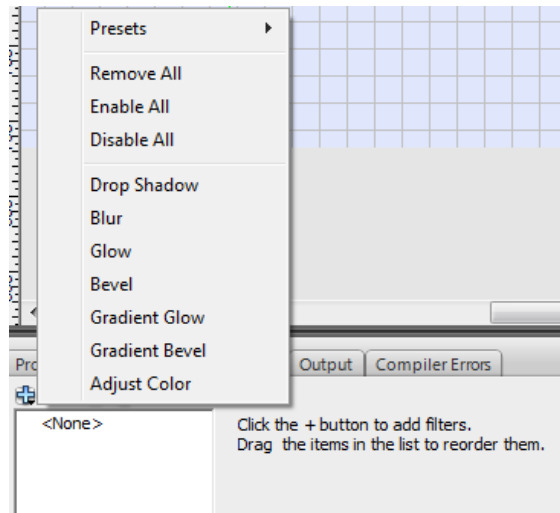 Presets
Remove All
Enable All
Disable All
Drop Shadow
Blur
Glow
Bevel
Gradient Glow
Gradient Bevel
Adjust Color
Output
Compiler Errors
<None>
Click the + button to add filters.
Drag the items in the list to reorder them.